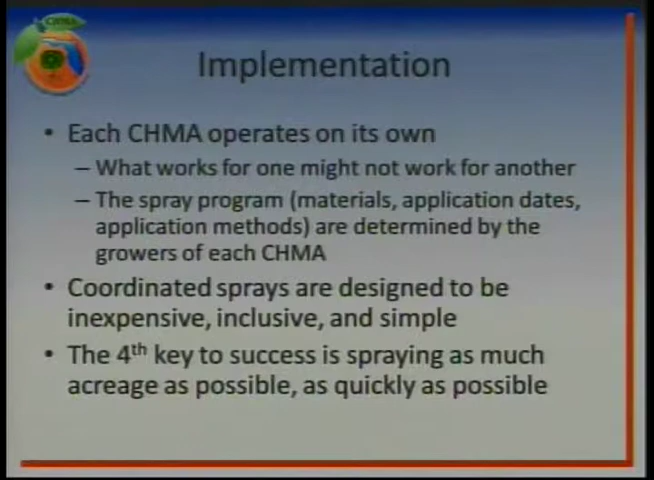 CHMA
Implementation
• Each CHMA operates on its own
– What works for one might not work for another
– The spray program (materials, application dates,
application methods) are determined by the
growers of each CHMA
• Coordinated sprays are designed to be
inexpensive, inclusive, and simple
• The 4th key to success is spraying as much
acreage as possible, as quickly as possible